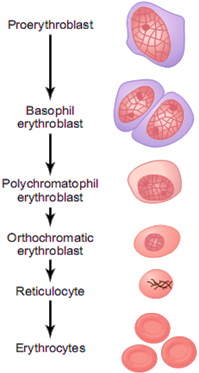 Proerythroblast
Basophil
erythroblast
Polychromatophil
erythroblast
Orthochromatic
erythroblast
Reticulocyte
Erythrocytes